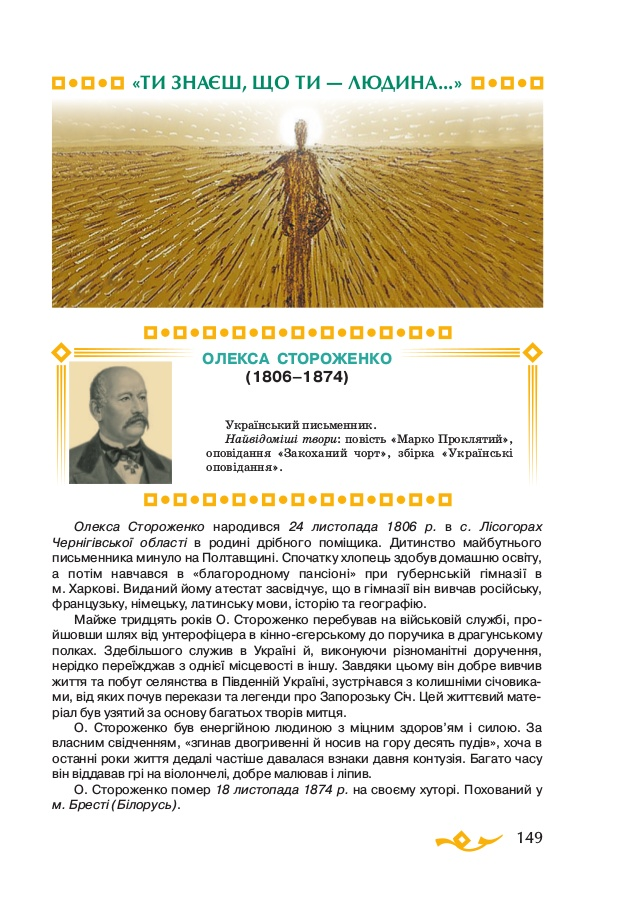 «ТИ ЗНАЄШ, ЩО ТИ — ЛЮДИНА...»
ОЛЕКСА СТОРОЖЕНКО
(1806–1874)
Український письменник.
Найвідоміші твори: повість «Марко Проклятий»,
оповідання «Закоханий чорт», збірка «Українські
оповідання».
Олекса Стороженко народився 24 листопада 1806 р. в с. Лісогорах
Чернігівської області в родині дрібного поміщика. Дитинство майбутнього
письменника минуло на Полтавщині. Спочатку хлопець здобув домашню освіту,
а потім навчався в «благородному пансіоні» при губернській гімназії в
м. Харкові. Виданий йому атестат засвідчує, що в гімназії він вивчав російську,
французьку, німецьку, латинську мови, історію та географію.
Майже тридцять років О. Стороженко перебував на військовій службі, про-
йшовши шлях від унтерофіцера в кінно-єгерському до поручика в драгунському
полках. Здебільшого служив в Україні й, виконуючи різноманітні доручення,
нерідко переїжджав з однієї місцевості в іншу. Завдяки цьому він добре вивчив
життя та побут селянства в Південній Україні, зустрічався з колишніми січовика-
ми, від яких почув перекази та легенди про Запорозьку Січ. Цей життєвий мате-
ріал був узятий за основу багатьох творів митця.
О. Стороженко був енергійною людиною з міцним здоров’ям і силою. За
власним свідченням, «згинав двогривенні й носив на гору десять пудів», хоча в
останні роки життя дедалі частіше давалася взнаки давня контузія. Багато часу
він віддавав грі на віолончелі, добре малював і ліпив.
О. Стороженко помер 18 листопада 1874 р. на своєму хуторі. Похований у
м. Бресті (Білорусь).
149